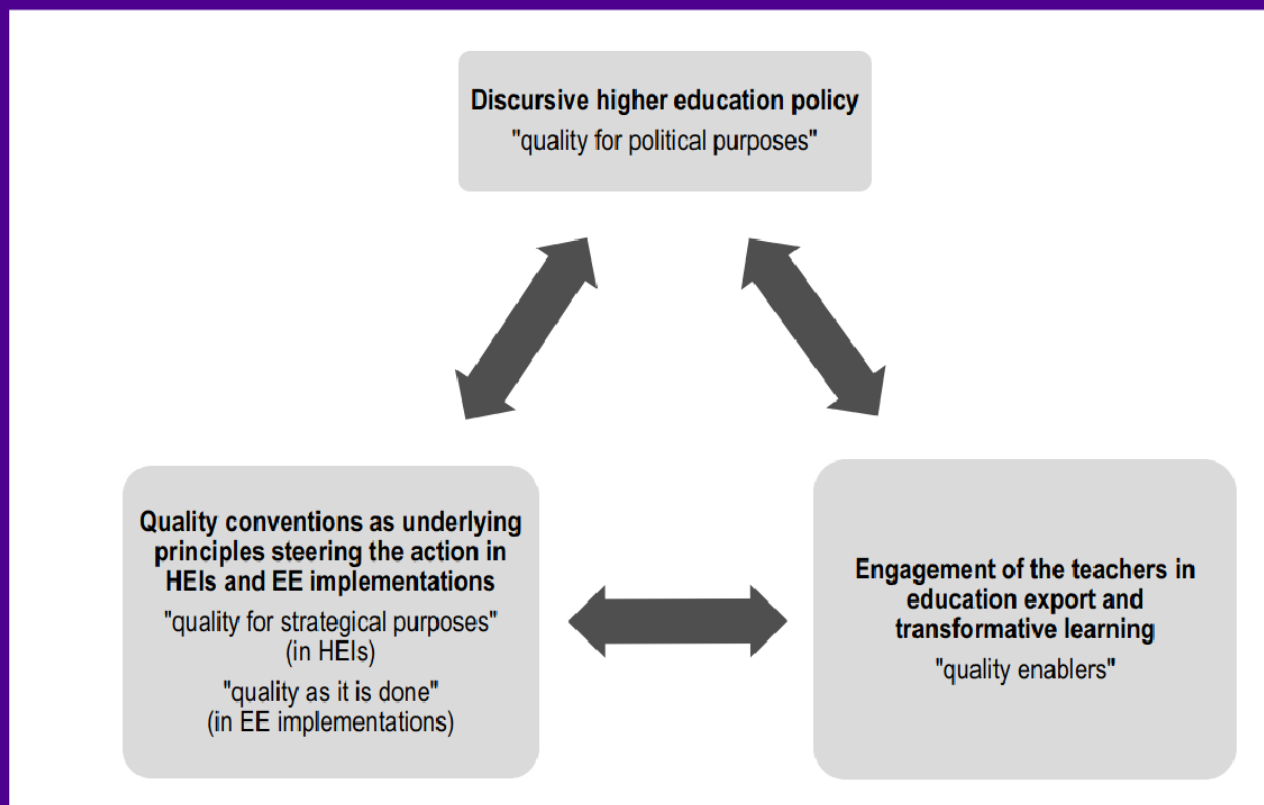 Discursive higher education policy
"quality for political purposes"
Quality conventions as underlying
principles steering the action in
HEIs and EE implementations
"quality for strategical purposes"
(in HEIs)
"quality as it is done"
(in EE implementations)
Engagement of the teachers in
education export and
transformative learning
"quality enablers"